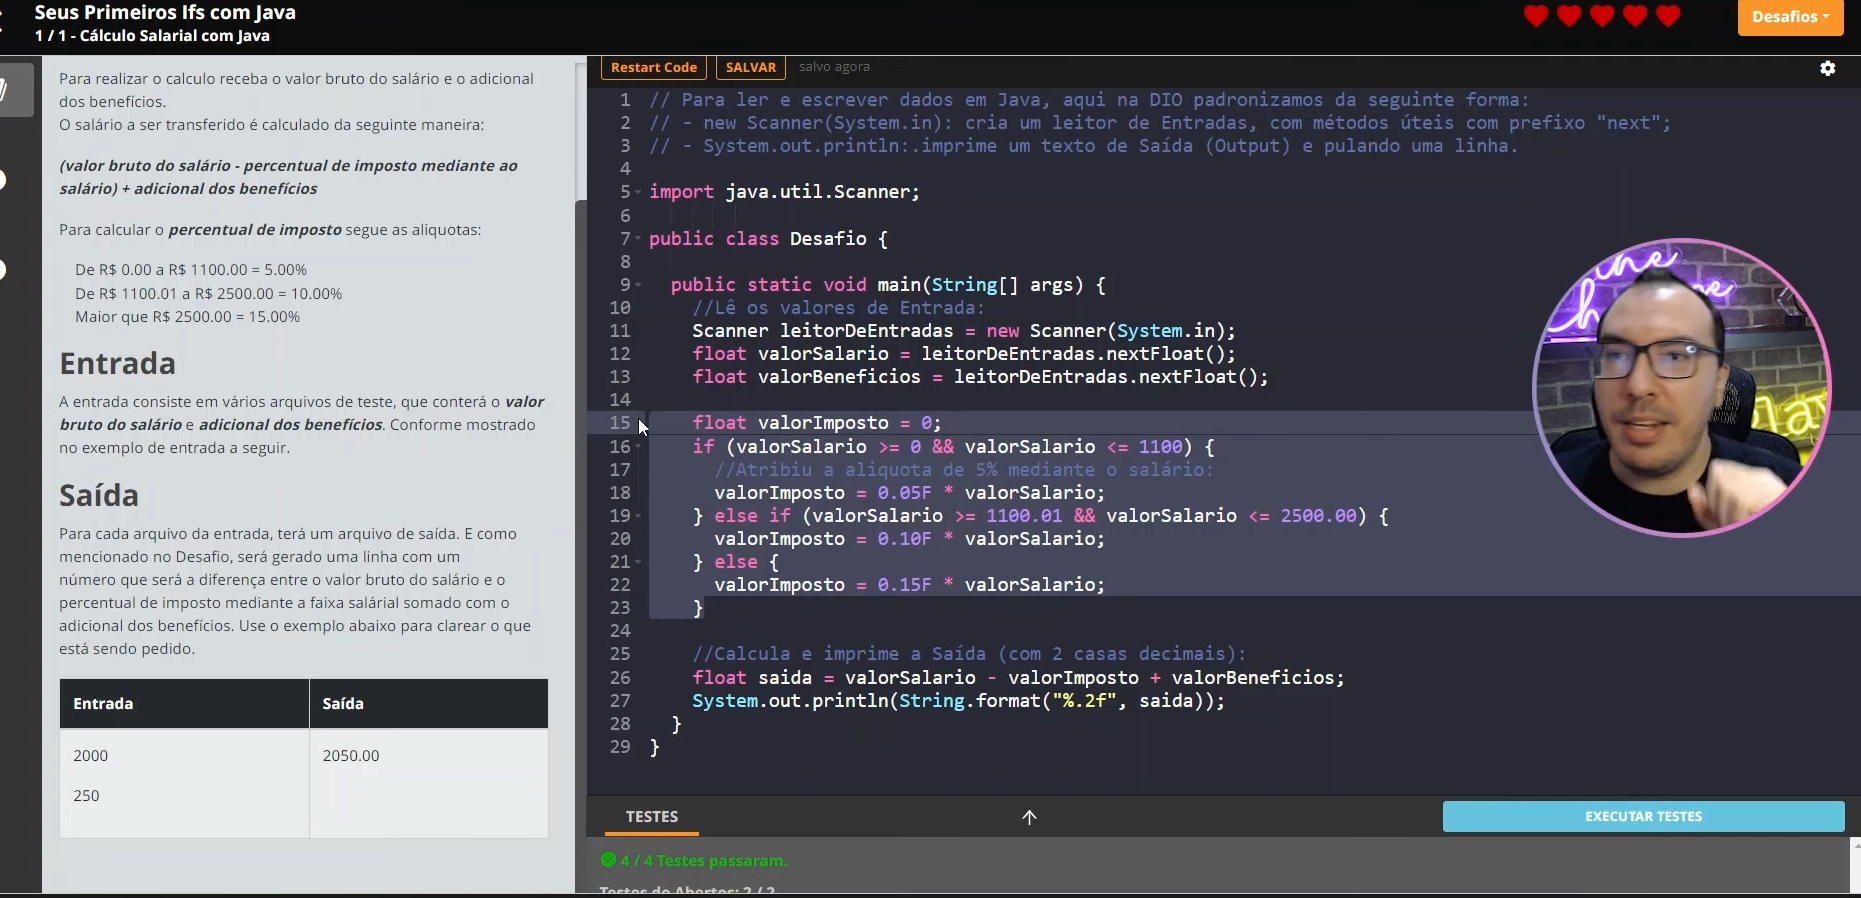 Seus Primeiros Ifs com Java
1 / 1 - Cálculo Salarial com Java
Desafios
Para realizar o calculo receba o valor bruto do salário e o adicional
dos benefícios.
O salário a ser transferido é calculado da seguinte maneira:
(valor bruto do salário - percentual de imposto mediante ao
salário) + adicional dos benefícios
Para calcular o percentual de imposto segue as aliquotas:
De R$ 0.00 a R$ 1100.00 = 5.00%
De R$ 1100.01 a R$ 2500.00 = 10.00%
Maior que R$ 2500.00 = 15.00%
Entrada
A entrada consiste em vários arquivos de teste, que conterá o valor
bruto do salário e adicional dos benefícios. Conforme mostrado
no exemplo de entrada a seguir.
Saída
Para cada arquivo da entrada, terá um arquivo de saída. E como
mencionado no Desafio, será gerado uma linha com um
número que será a diferença entre o valor bruto do salário e o
percentual de imposto mediante a faixa salárial somado com o
adicional dos benefícios. Use o exemplo abaixo para clarear o que
está sendo pedido.
Entrada Saída
2000 2050.00
250
Restart Code SALVAR salvo agora
1 // Para ler e escrever dados em Java, aqui na DIO padronizamos da seguinte forma:
2 // - new Scanner(System.in): cria um leitor de Entradas, com métodos úteis com prefixo "next";
3 // - System.out.println:.imprime um texto de Saída (Output) e pulando uma linha.
4
5 import java.util.Scanner;
6
7 public class Desafio {
8
9 public static void main(String[] args) {
10 //Lê os valores de Entrada:
11 Scanner leitorDeEntradas = new Scanner(System.in);
12 float valorSalario = leitorDeEntradas.nextFloat();
13 float valorBeneficios = leitorDeEntradas.nextFloat();
14
15 float valorImposto = 0;
16 if (valorSalario >= 0 && valorSalario <= 1100) {
17 //Atribiu a aliquota de 5% mediante o salário:
18 valorImposto = 0.05F * valorSalario;
19 } else if (valorSalario >= 1100.01 && valorSalario <= 2500.00) {
20 valorImposto = 0.10F * valorSalario;
21 } else {
22 valorImposto = 0.15F * valorSalario;
23 }
24
25 //Calcula e imprime a Saída (com 2 casas decimais):
26 float saida = valorSalario - valorImposto + valorBeneficios;
27 System.out.println(String.format("%.2f", saida));
28 }
29 }
TESTES
EXECUTAR TESTES
4 / 4 Testes passaram.